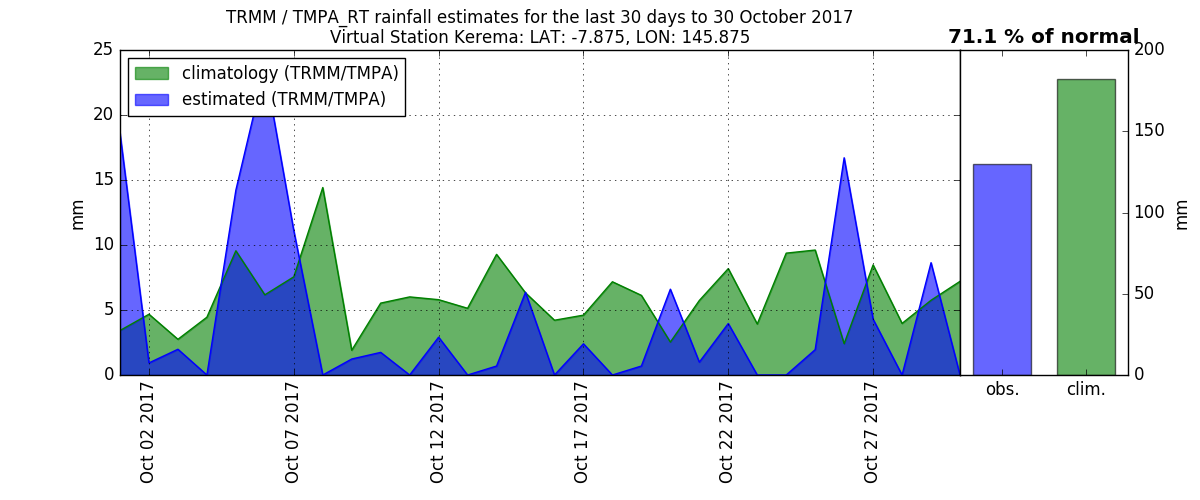 TRMM / TMPA_RT rainfall estimates for the last 30 days to 30 October 2017
Virtual Station Kerema: LAT: -7.875, LON: 145.875
71.1 % of normal
climatology (TRMM/TMPA)
estimated (TRMM/TMPA)
25
20
15
10
5
0
mm
Oct 02 2017
Oct 07 2017
Oct 12 2017
Oct 17 2017
Oct 22 2017
Oct 27 2017
obs.
clim.
200
150
100
50
0
mm